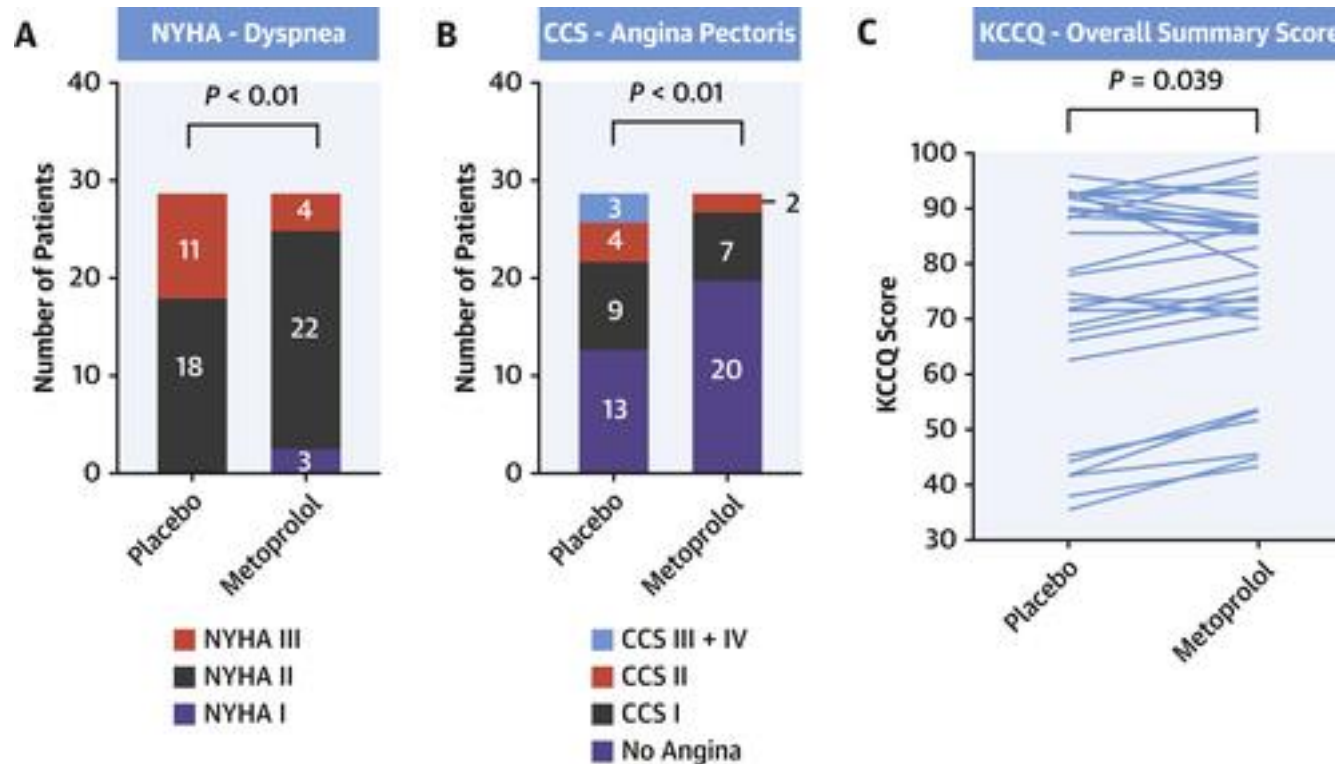 A
NYHA - Dyspnea
P < 0.01
Number of Patients
40
30
20
10
0
11
18
4
22
3
Placebo
Metoprolol
NYHA III
NYHA II
NYHA I
B
CCS - Angina Pectoris
P < 0.01
Number of Patients
40
30
20
10
0
3
4
9
13
2
7
20
Placebo
Metoprolol
CCS III + IV
CCS II
CCS I
No Angina
C
KCCQ - Overall Summary Score
P = 0.039
KCCQ Score
100
90
80
70
60
50
40
30
Placebo
Metoprolol